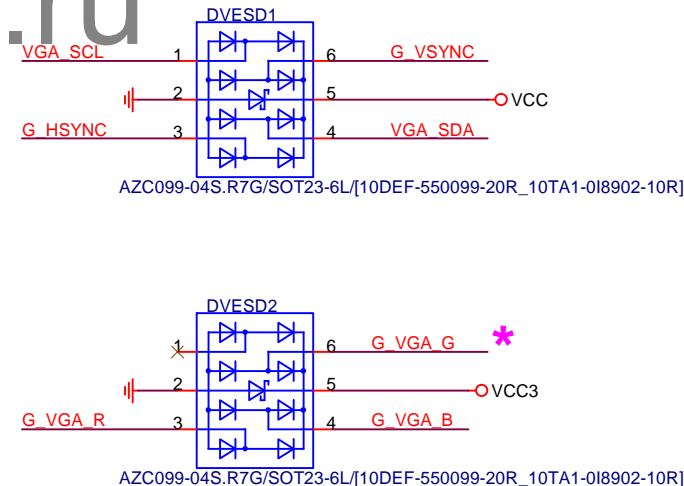 .ru
DVESD1
VGA_SCL 1 6 G_VSYNC
2 5 VCC
G_HSYNC 3 4 VGA_SDA
AZC099-04S.R7G/SOT23-6L/[10DEF-550099-20R_10TA1-0I8902-10R]
DVESD2
1 6 G_VGA_G *
2 5 VCC3
G_VGA_R 3 4 G_VGA_B
AZC099-04S.R7G/SOT23-6L/[10DEF-550099-20R_10TA1-0I8902-10R]